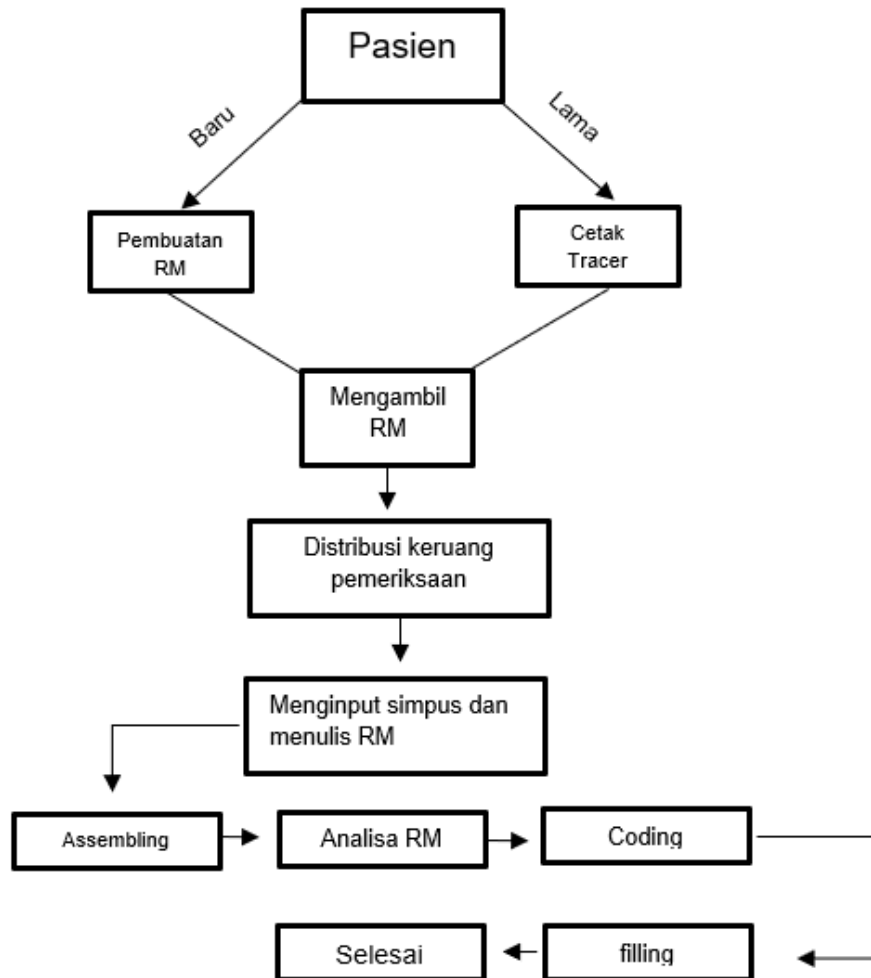 Pasien
Baru
Lama
Pembuatan
RM
Cetak
Tracer
Mengambil
RM
Distribusi keruang
pemeriksaan
Menginput simpus dan
menulis RM
Assembling
Analisa RM
Coding
Selesai
filling